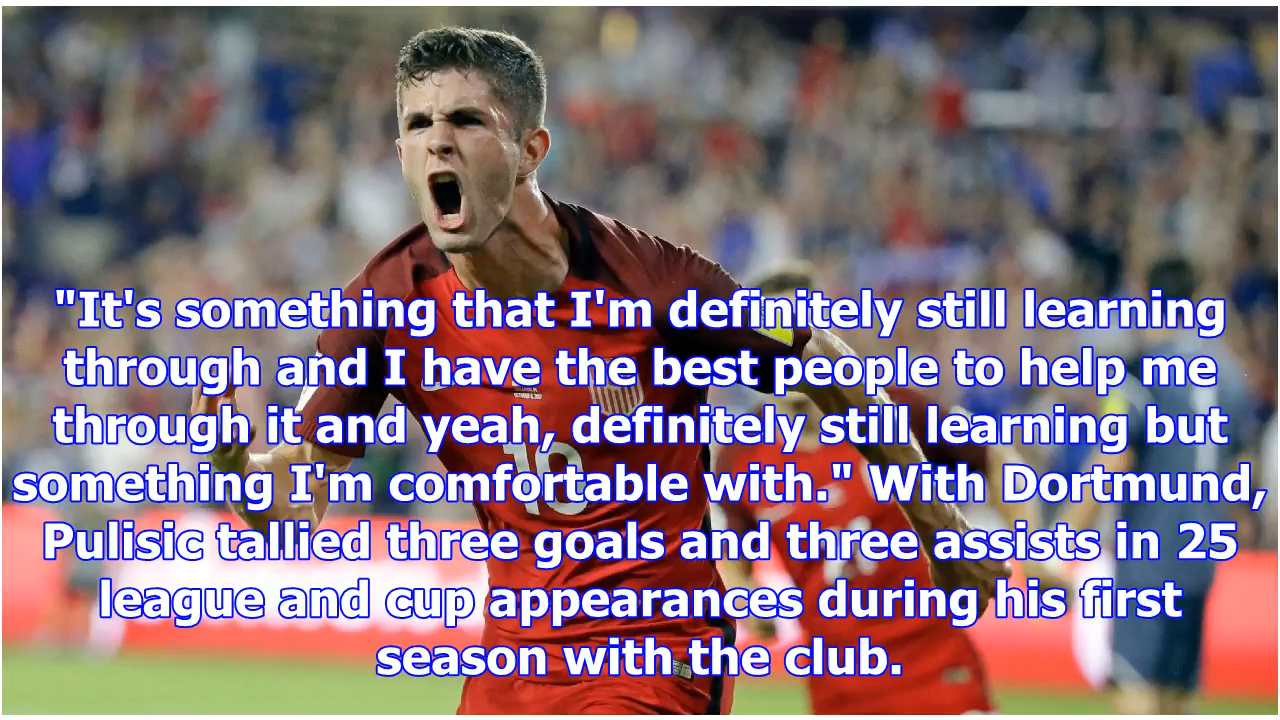 "It's something that I'm definitely still learning
through and I have the best people to help me
through it and yeah, definitely still learning but
something I'm comfortable with." With Dortmund,
Pulisic tallied three goals and three assists in 25
league and cup appearances during his first
season with the club.